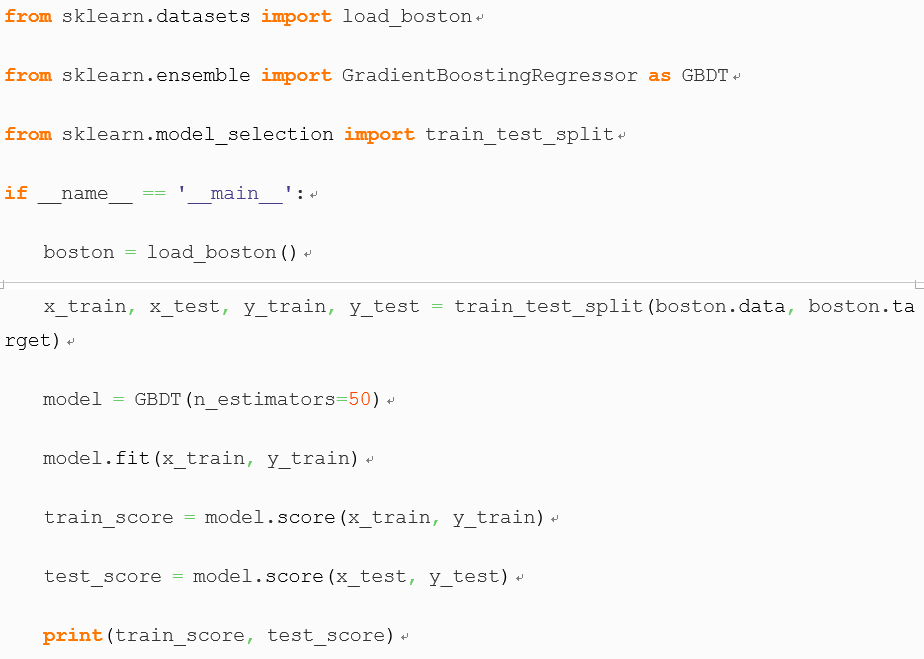 from sklearn.datasets import load_boston
from sklearn.ensemble import GradientBoostingRegressor as GBDT
from sklearn.model_selection import train_test_split
if __name__ == '__main__':
boston = load_boston()
x_train, x_test, y_train, y_test = train_test_split(boston.data, boston.ta
rget)
model = GBDT(n_estimators=50)
model.fit(x_train, y_train)
train_score = model.score(x_train, y_train)
test_score = model.score(x_test, y_test)
print(train_score, test_score)